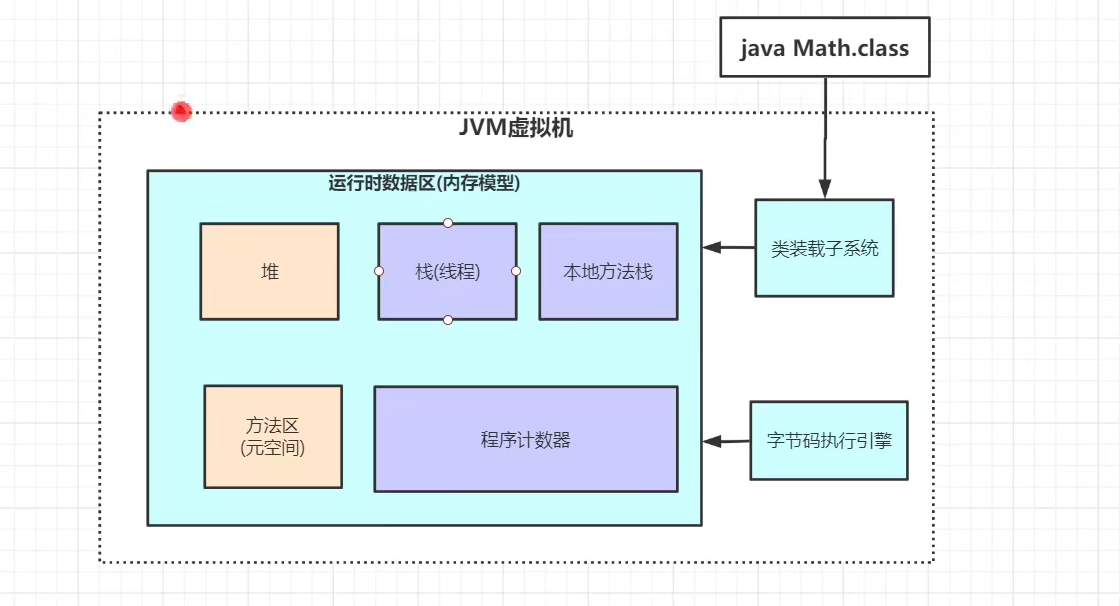 java Math.class
JVM虚拟机
运行时数据区(内存模型)
堆
栈(线程)
本地方法栈
类装载子系统
方法区
(元空间)
程序计数器
字节码执行引擎